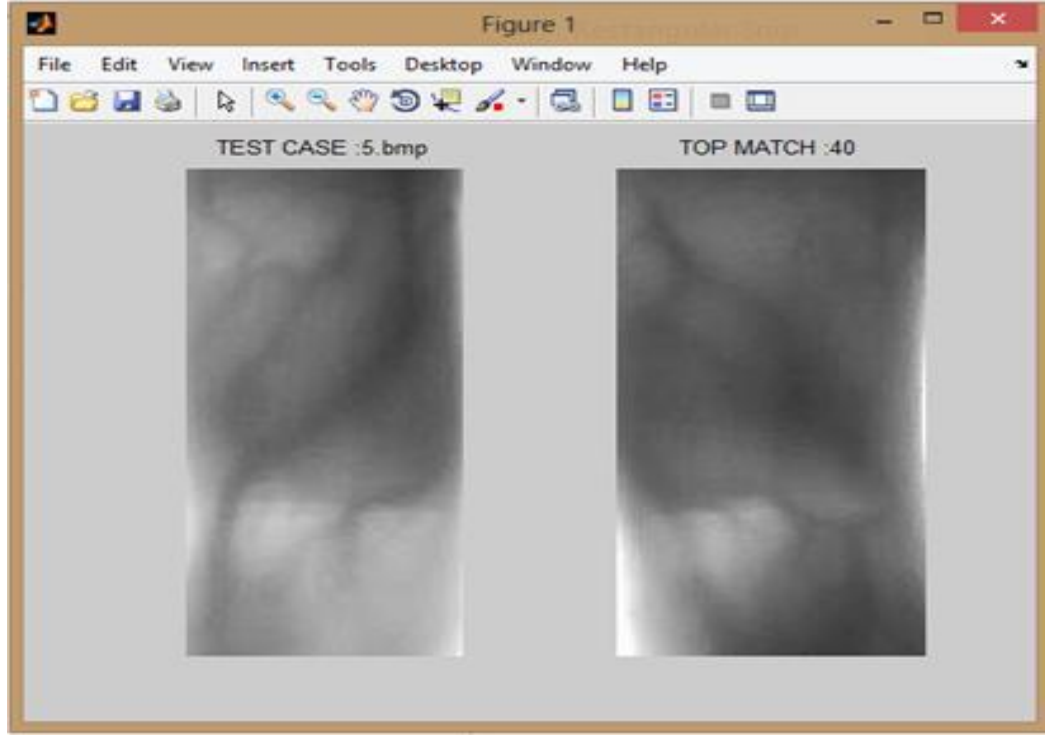 Figure 1
File Edit View Insert Tools Desktop Window Help
TEST CASE :5.bmp TOP MATCH :40